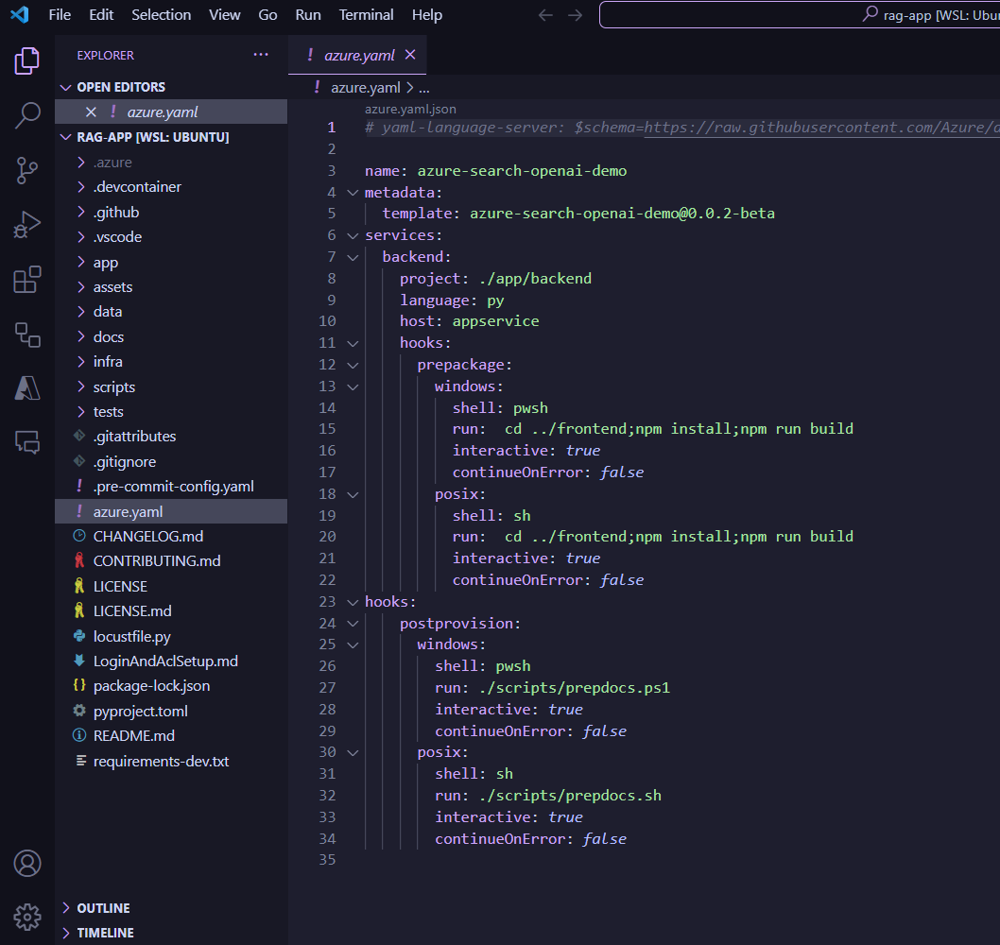 File Edit Selection View Go Run Terminal Help
rag-app [WSL: Ubun
EXPLORER
OPEN EDITORS
azure.yaml
RAG-APP [WSL: UBUNTU]
.azure
.devcontainer
.github
.vscode
app
assets
data
docs
infra
scripts
tests
.gitattributes
.gitignore
.pre-commit-config.yaml
azure.yaml
CHANGELOG.md
CONTRIBUTING.md
LICENSE
LICENSE.md
locustfile.py
LoginAndAclSetup.md
package-lock.json
pyproject.toml
README.md
requirements-dev.txt
OUTLINE
TIMELINE
! azure.yaml
! azure.yaml > ...
azure.yaml.json
1 # yaml-language-server: $schema=https://raw.githubusercontent.com/Azure/a
2
3 name: azure-search-openai-demo
4 metadata:
5 template: azure-search-openai-demo@0.0.2-beta
6 services:
7 backend:
8 project: ./app/backend
9 language: py
10 host: appservice
11 hooks:
12 prepackage:
13 windows:
14 shell: pwsh
15 run:  cd ../frontend;npm install;npm run build
16 interactive: true
17 continueOnError: false
18 posix:
19 shell: sh
20 run:  cd ../frontend;npm install;npm run build
21 interactive: true
22 continueOnError: false
23 hooks:
24 postprovision:
25 windows:
26 shell: pwsh
27 run: ./scripts/prepdocs.ps1
28 interactive: true
29 continueOnError: false
30 posix:
31 shell: sh
32 run: ./scripts/prepdocs.sh
33 interactive: true
34 continueOnError: false
35